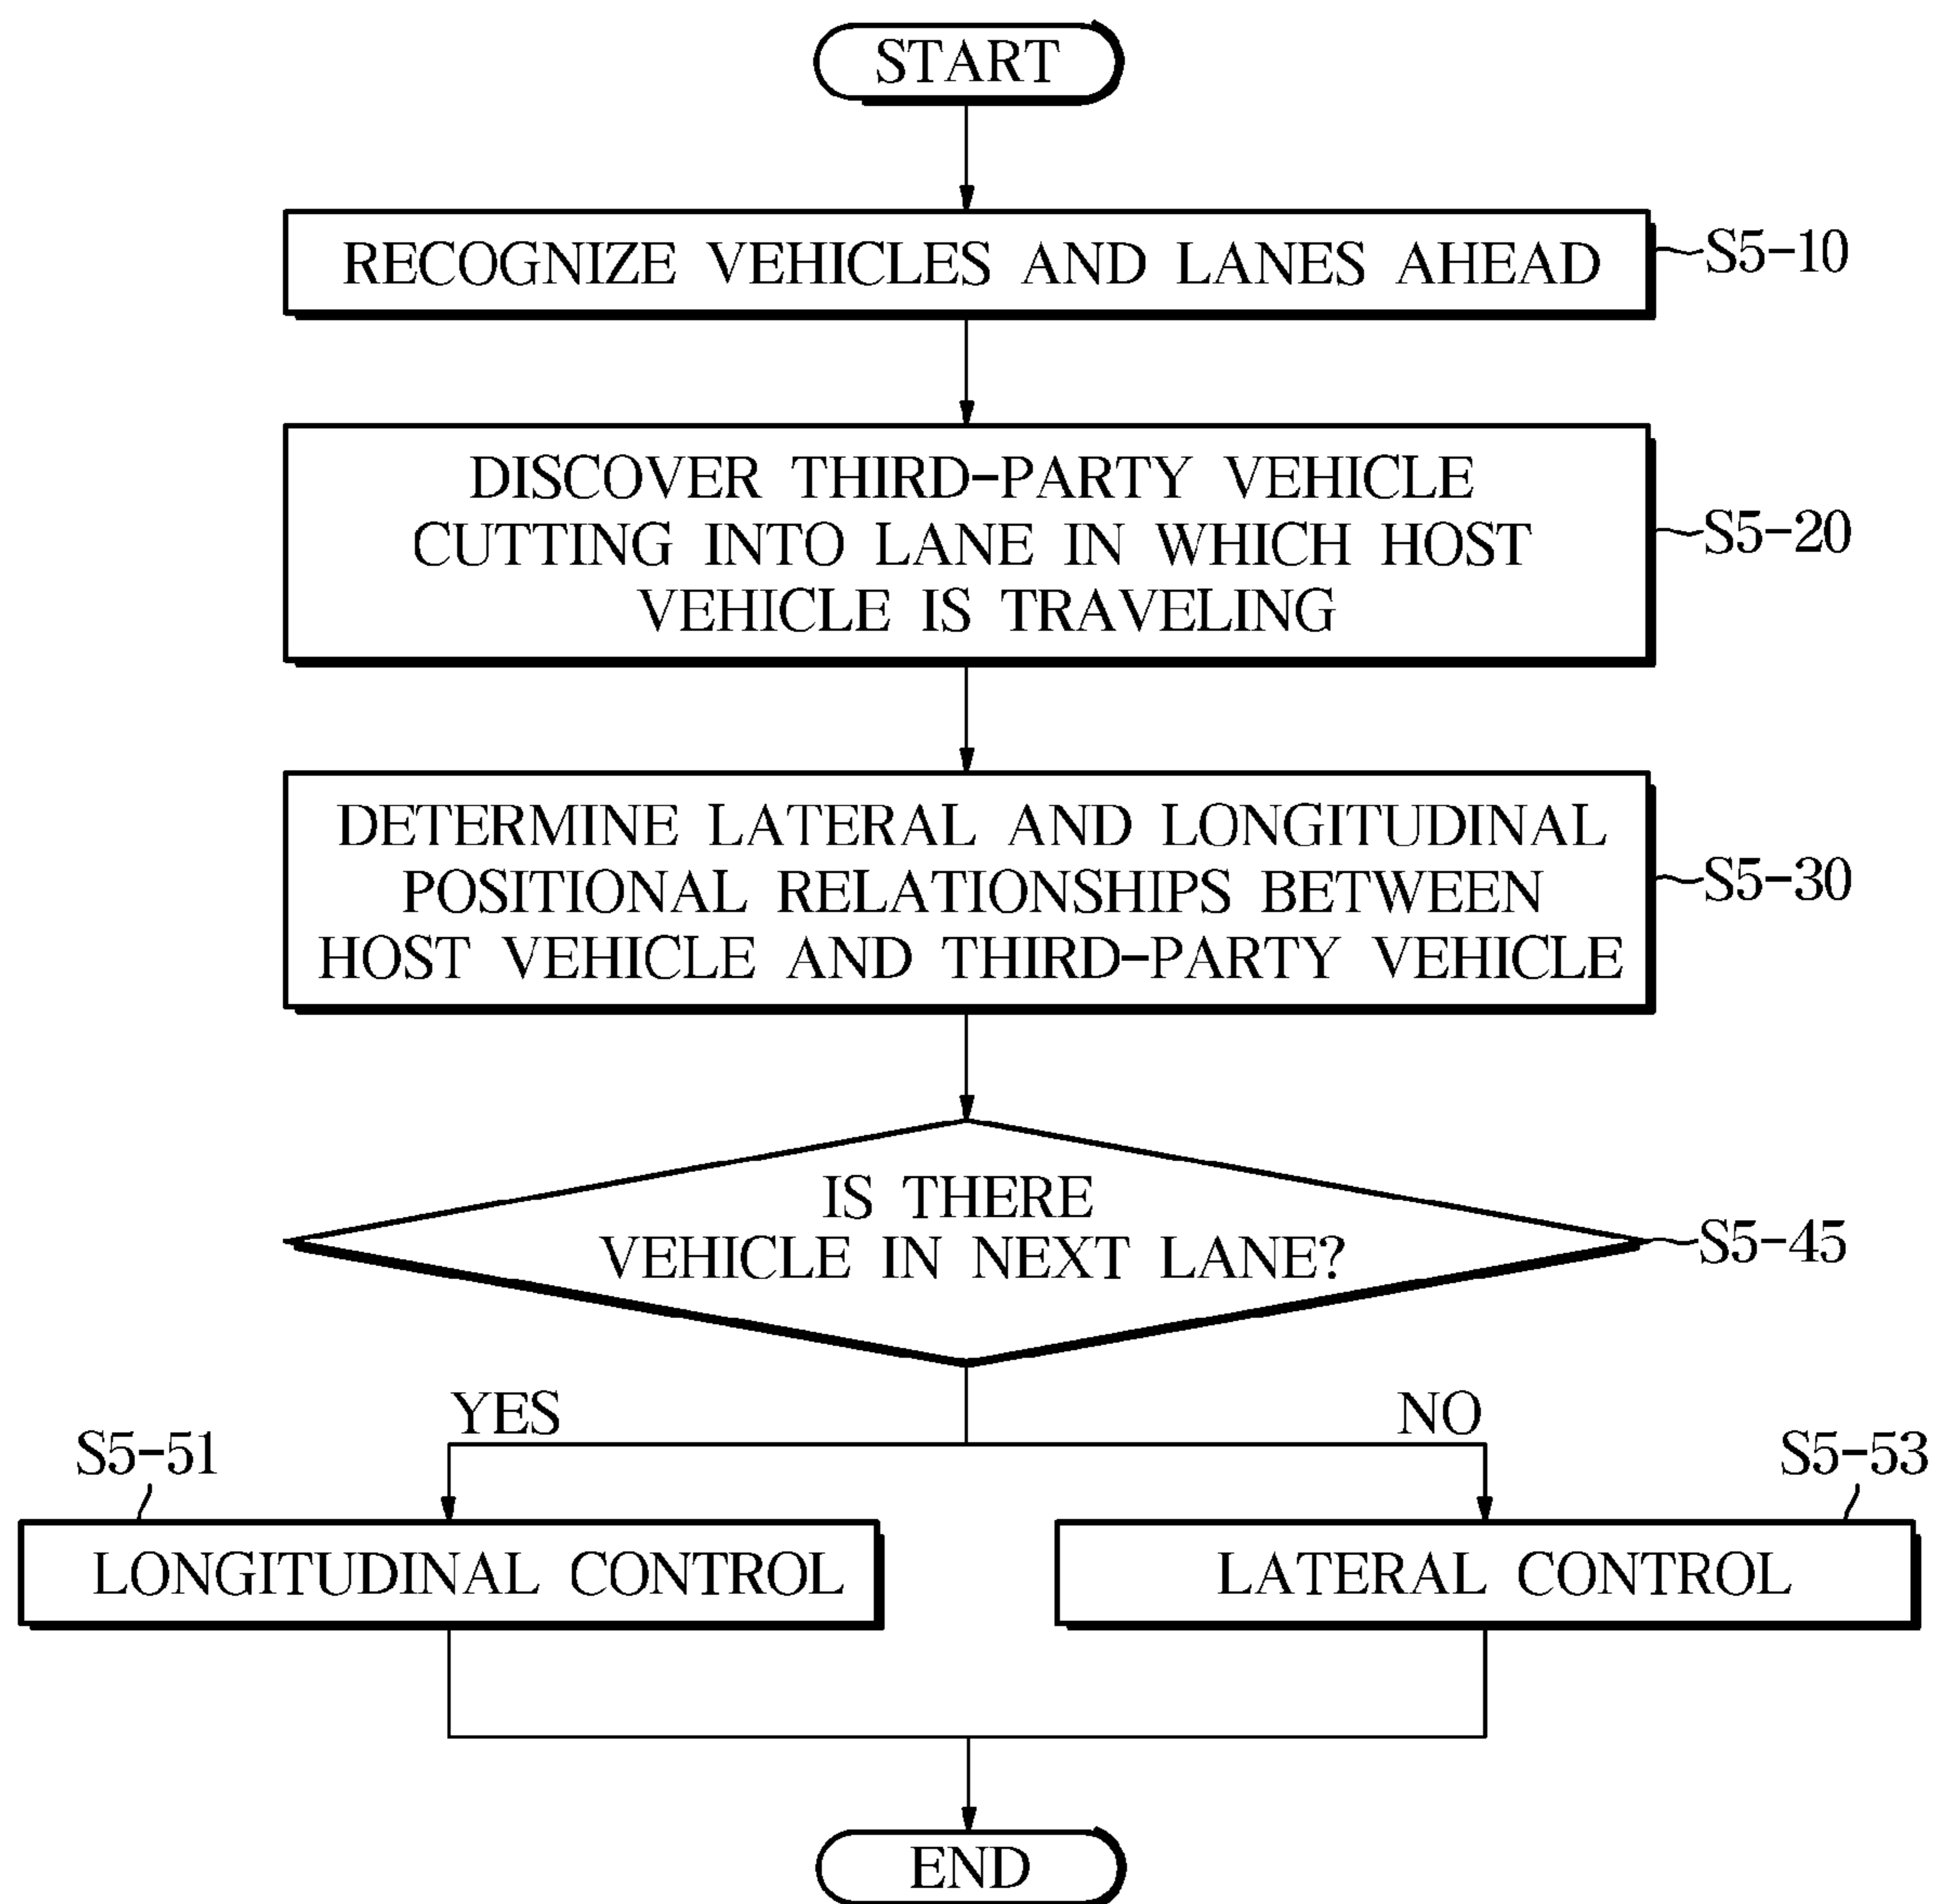 START
RECOGNIZE VEHICLES AND LANES AHEAD
S5-10
DISCOVER THIRD-PARTY VEHICLE
CUTTING INTO LANE IN WHICH HOST
VEHICLE IS TRAVELING
S5-20
DETERMINE LATERAL AND LONGITUDINAL
POSITIONAL RELATIONSHIPS BETWEEN
HOST VEHICLE AND THIRD-PARTY VEHICLE
S5-30
IS THERE
VEHICLE IN NEXT LANE?
S5-45
YES
NO
S5-51
S5-53
LONGITUDINAL CONTROL
LATERAL CONTROL
END